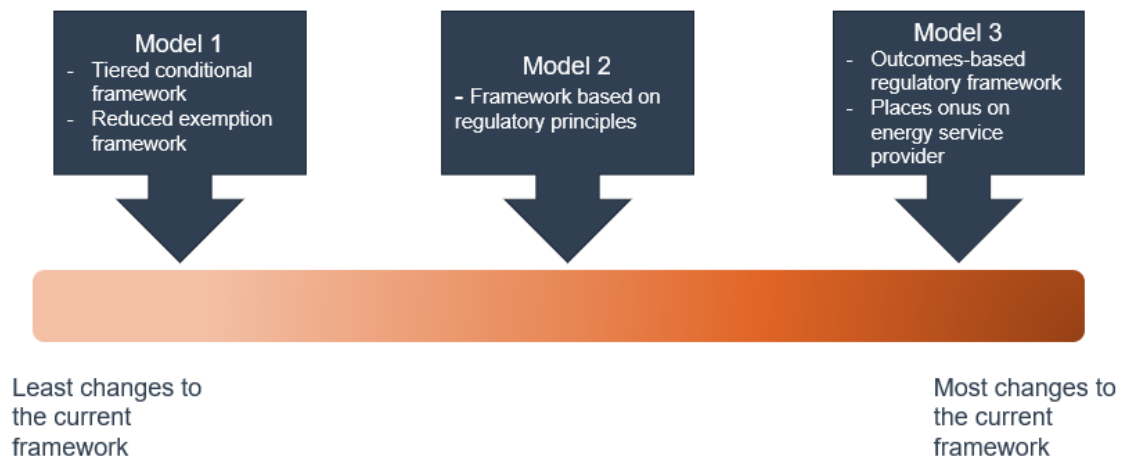 Model 1
- Tiered conditional
framework
- Reduced exemption
framework
Model 2
- Framework based on
regulatory principles
Model 3
- Outcomes-based
regulatory framework
- Places onus on
energy service
provider
Least changes to
the current
framework
Most changes to
the current
framework